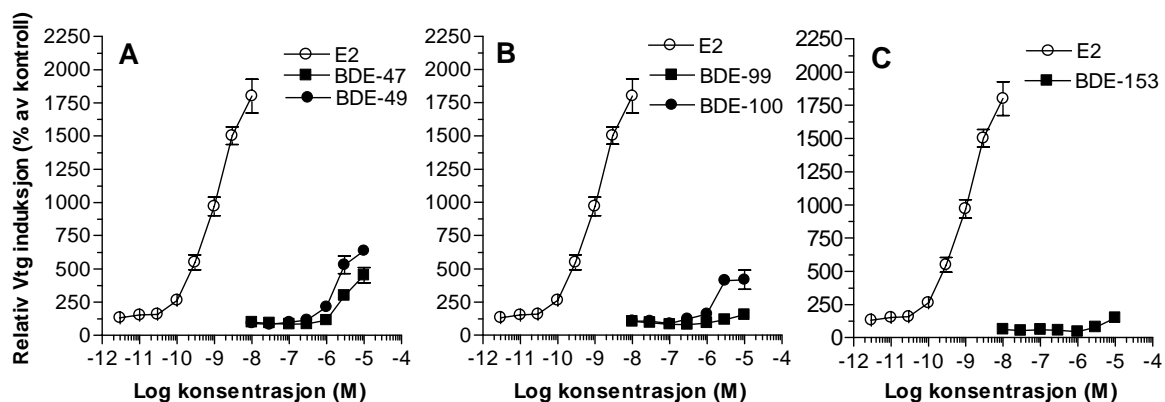 Relativ Vtg induksjon (% av kontroll)
A
E2
BDE-47
BDE-49
2250
2000
1750
1500
1250
1000
750
500
250
0
-12 -11 -10 -9 -8 -7 -6 -5 -4
Log konsentrasjon (M)
B
E2
BDE-99
BDE-100
2250
2000
1750
1500
1250
1000
750
500
250
0
-12 -11 -10 -9 -8 -7 -6 -5 -4
Log konsentrasjon (M)
C
E2
BDE-153
2250
2000
1750
1500
1250
1000
750
500
250
0
-12 -11 -10 -9 -8 -7 -6 -5 -4
Log konsentrasjon (M)